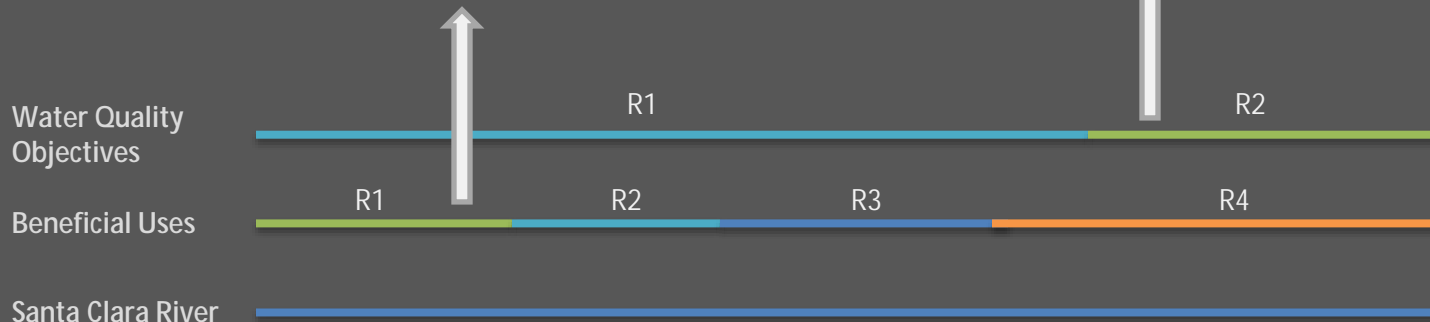 R1 R2
Water Quality
Objectives
R1 R2 R3 R4
Beneficial Uses
Santa Clara River